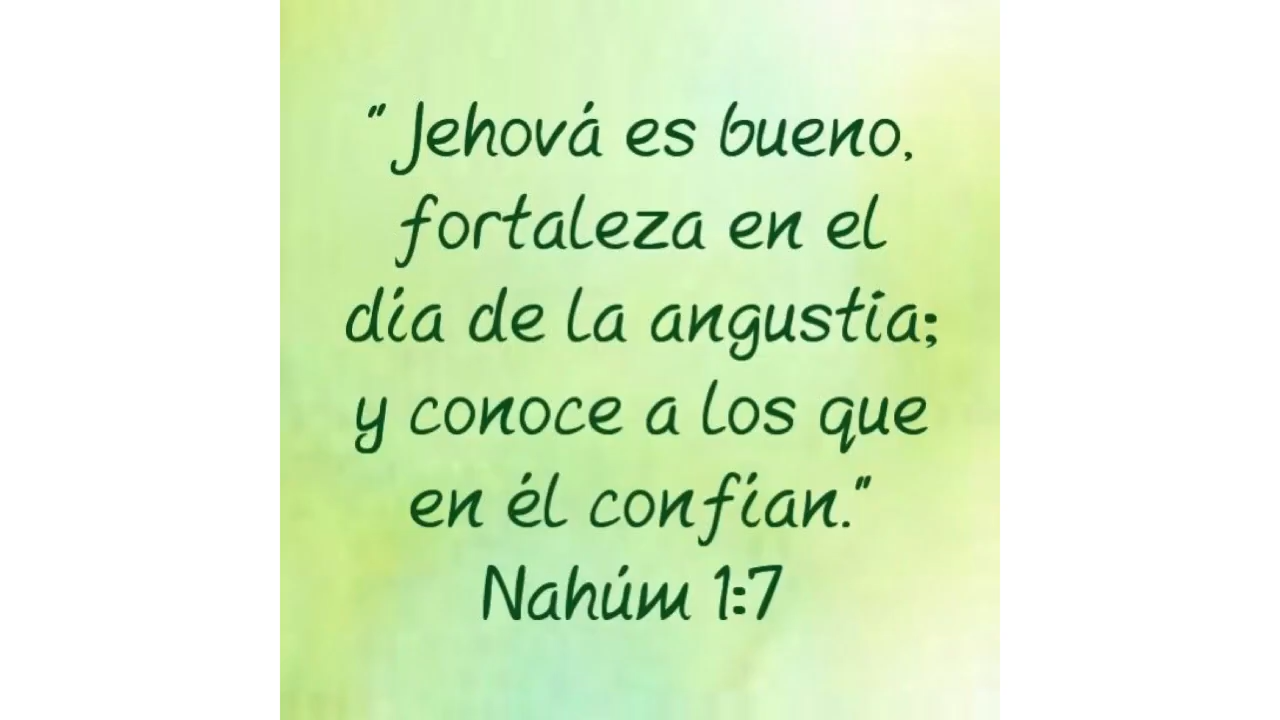 " Jehová es bueno,
fortaleza en el
día de la angustia;
y conoce a los que
en él confían."
Nahúm 1:7